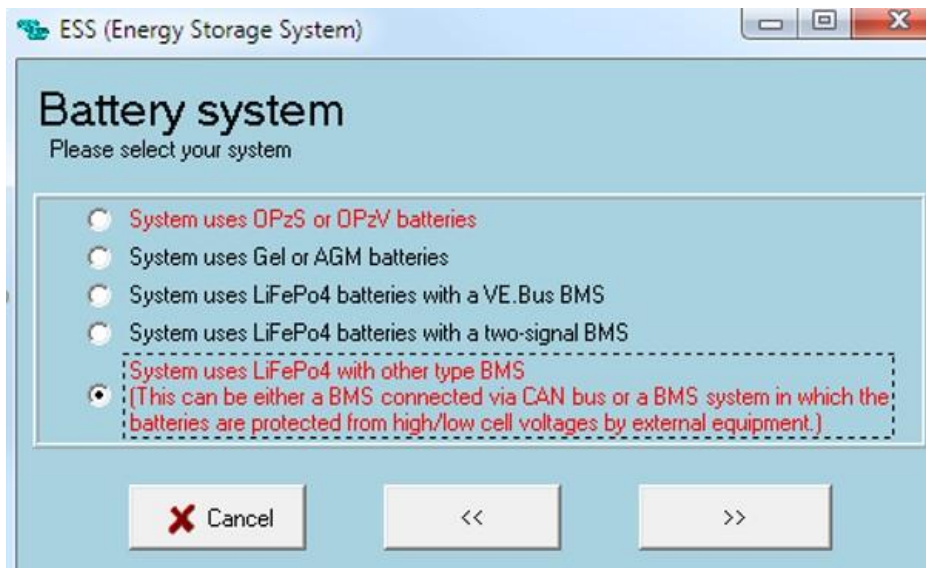 ESS (Energy Storage System)
Battery system
Please select your system
System uses OPzS or OPzV batteries
System uses Gel or AGM batteries
System uses LiFePo4 batteries with a VE.Bus BMS
System uses LiFePo4 batteries with a two-signal BMS
System uses LiFePo4 with other type BMS
(This can be either a BMS connected via CAN bus or a BMS system in which the
batteries are protected from high/low cell voltages by external equipment.)
Cancel
<<
>>